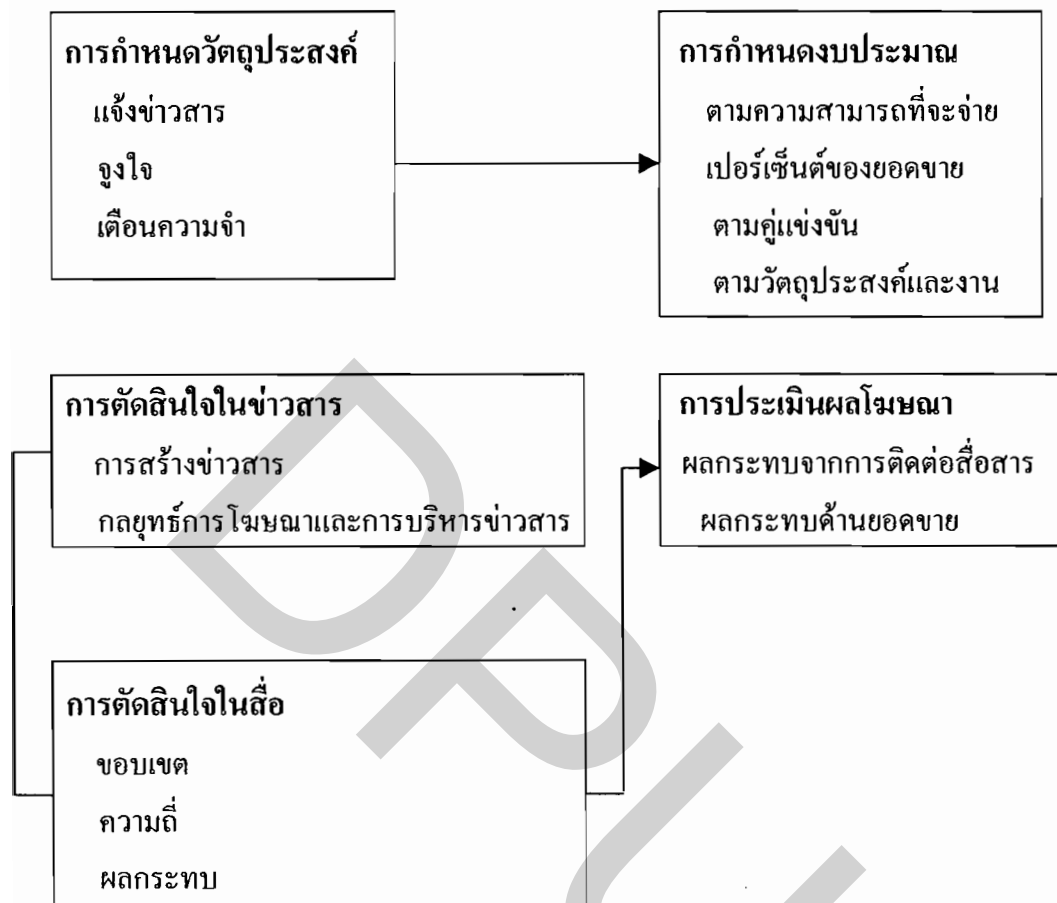 การกำหนดวัตถุประสงค์
แจ้งข่าวสาร
จูงใจ
เตือนความจำ
การกำหนดงบประมาณ
ตามความสามารถที่จะจ่าย
เปอร์เซ็นต์ของยอดขาย
ตามคู่แข่งขัน
ตามวัตถุประสงค์และงาน
การตัดสินใจในข่าวสาร
การสร้างข่าวสาร
กลยุทธ์การโฆษณาและการบริหารข่าวสาร
การประเมินผลโฆษณา
ผลกระทบจากการติดต่อสื่อสาร
ผลกระทบด้านยอดขาย
การตัดสินใจในสื่อ
ขอบเขต
ความถี่
ผลกระทบ
DPU